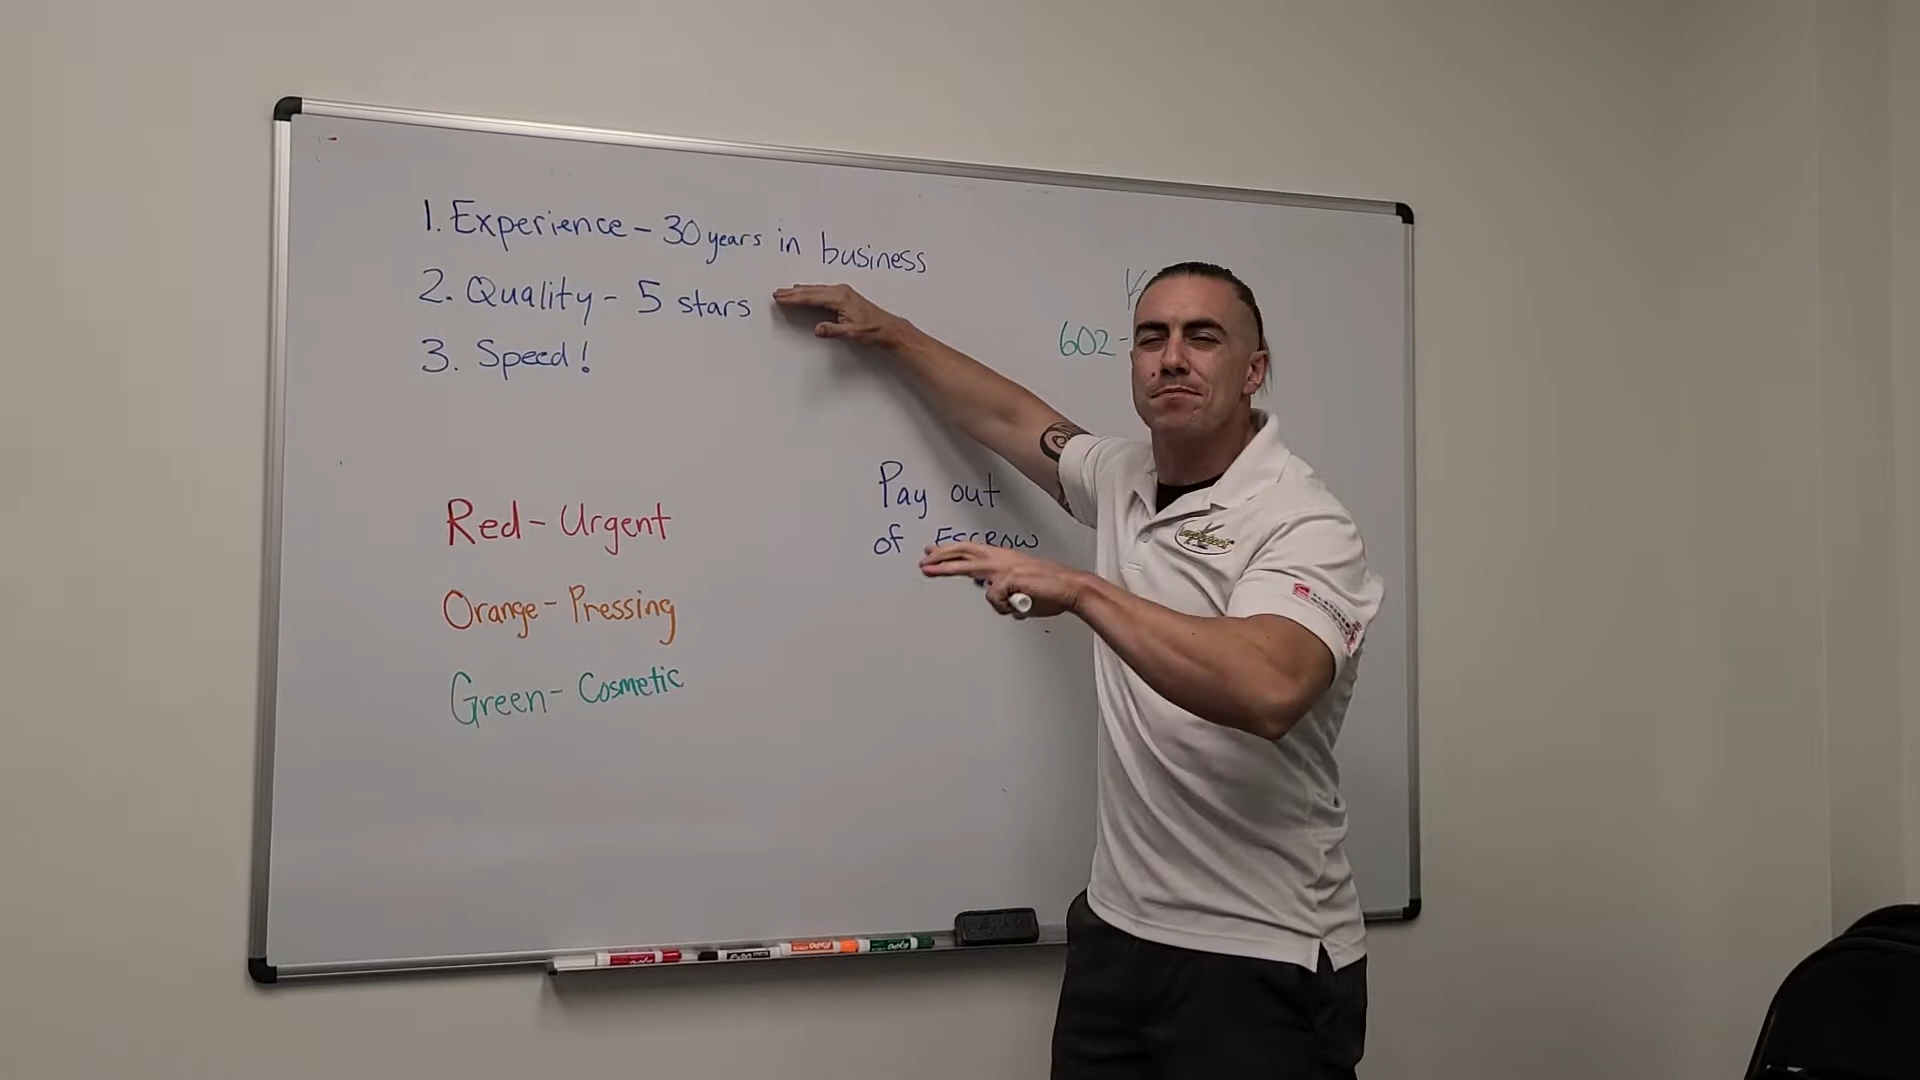 1. Experience - 30 years in business
2. Quality - 5 stars
3. Speed!
602-
Pay out
of Escrow
Red - Urgent
Orange - Pressing
Green - Cosmetic